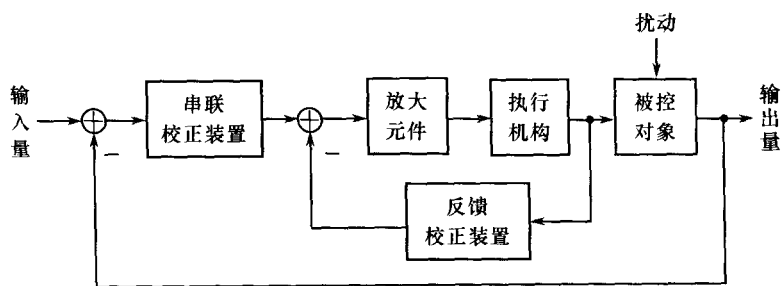 扰动
输入量
串联
校正装置
放大
元件
执行
机构
被控
对象
输出量
反馈
校正装置